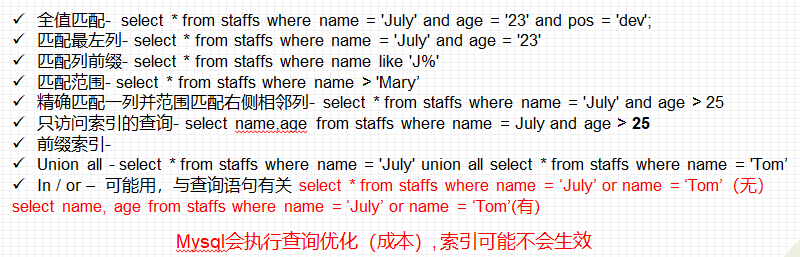 ✓ 全值匹配- select * from staffs where name = 'July' and age = '23' and pos = 'dev';
✓ 匹配最左列- select * from staffs where name = 'July' and age = '23'
✓ 匹配列前缀- select * from staffs where name like 'J%'
✓ 匹配范围- select * from staffs where name > 'Mary'
✓ 精确匹配一列并范围匹配右侧相邻列- select * from staffs where name = 'July' and age > 25
✓ 只访问索引的查询- select name,age from staffs where name = July and age > 25
✓ 前缀索引-
✓ Union all - select * from staffs where name = 'July' union all select * from staffs where name = 'Tom'
✓ In / or – 可能用，与查询语句有关 select * from staffs where name = ‘July’ or name = ‘Tom’（无）
select name, age from staffs where name = ‘July’ or name = ‘Tom’(有）
Mysql会执行查询优化（成本）, 索引可能不会生效